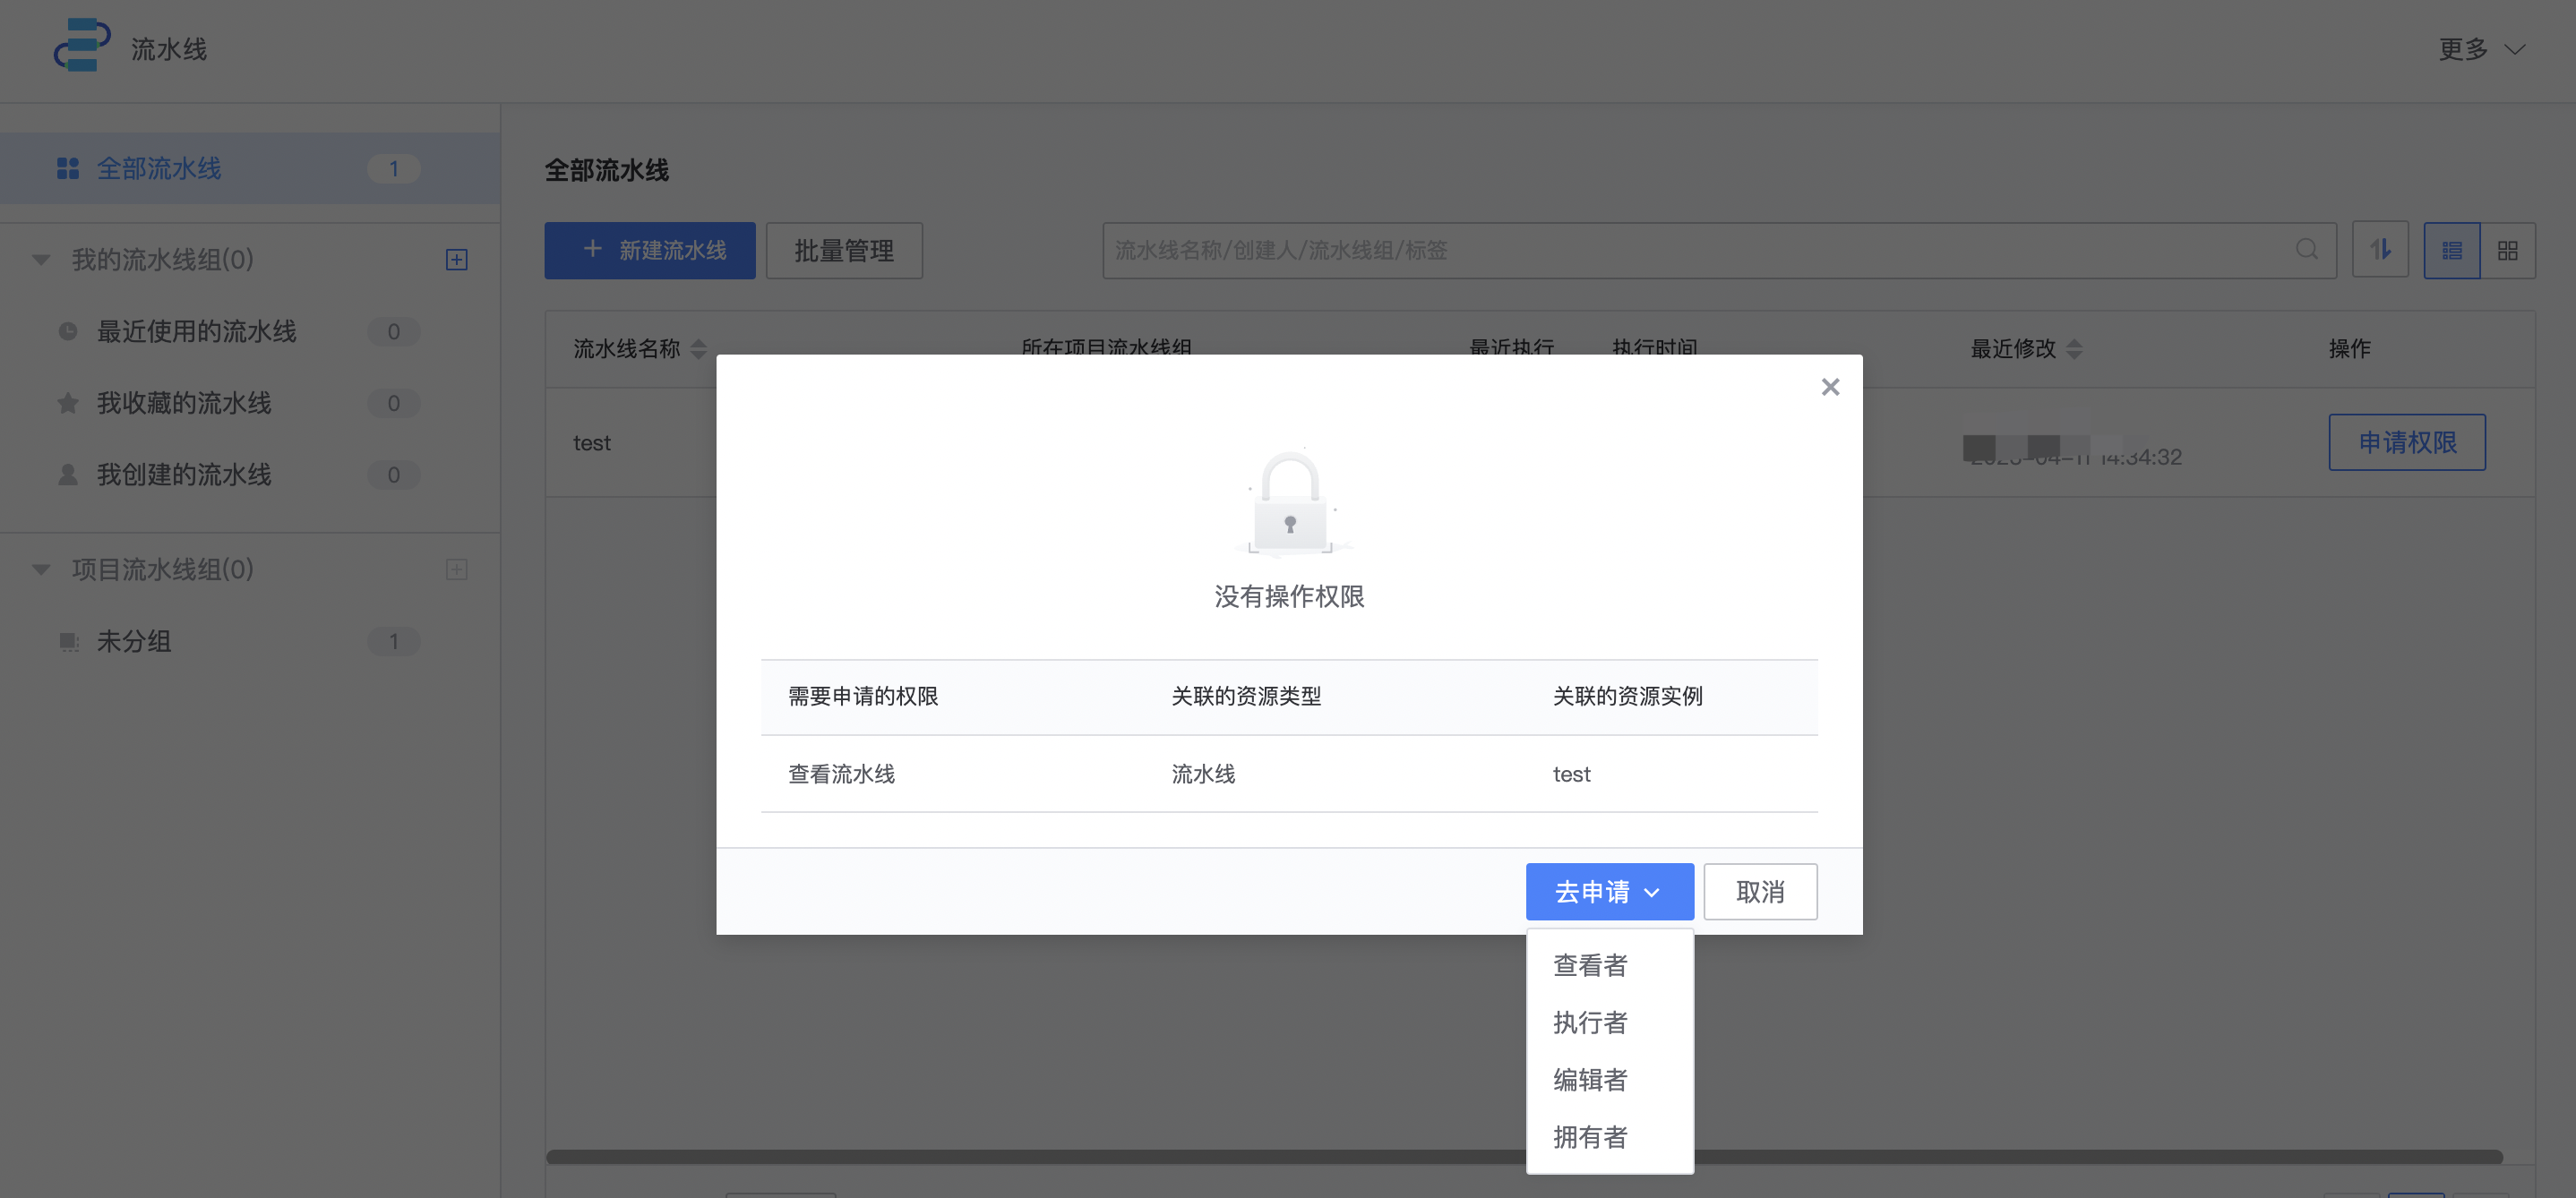 流水线
更多
全部流水线 1
我的流水线组(0)
最近使用的流水线 0
我收藏的流水线 0
我创建的流水线 0
项目流水线组(0)
未分组 1
全部流水线
新建流水线 批量管理 流水线名称/创建人/流水线组/标签
流水线名称 所在项目流水线组 最近执行 执行时间 最近修改 操作
test 14:34:32 申请权限
没有操作权限
需要申请的权限 关联的资源类型 关联的资源实例
查看流水线 流水线 test
去申请 取消
查看者
执行者
编辑者
拥有者